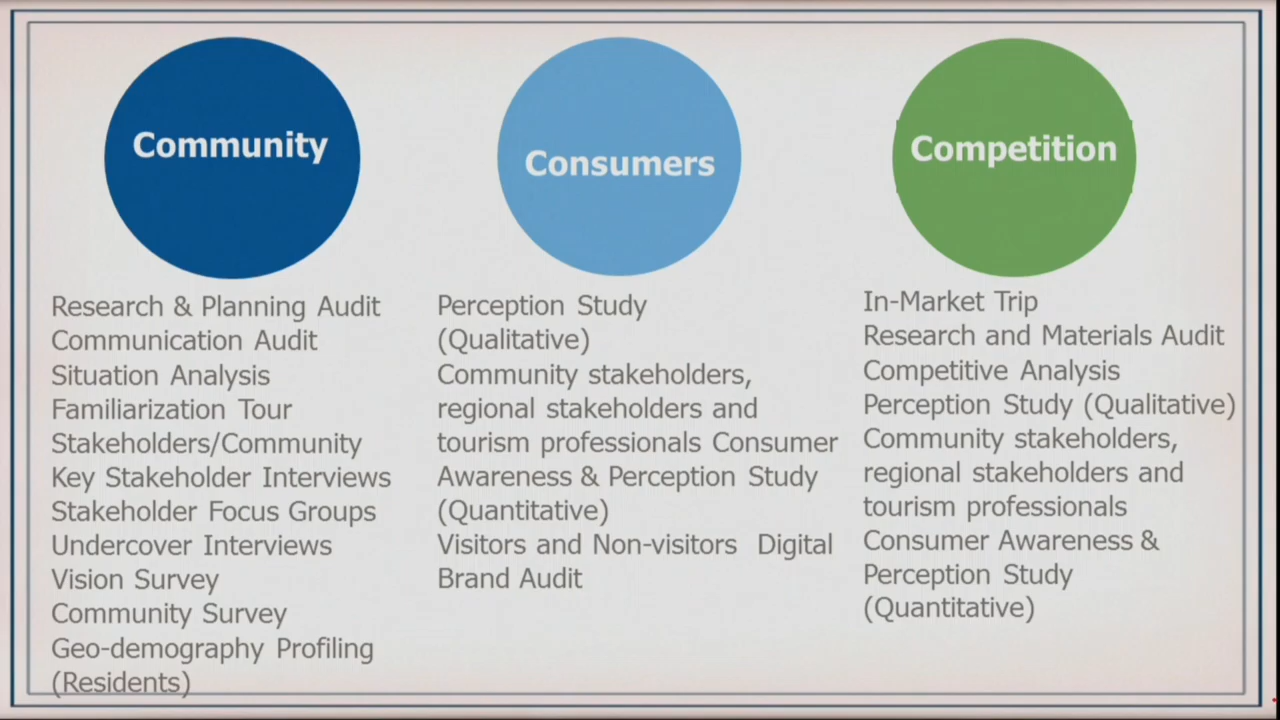 Community
Research & Planning Audit
Communication Audit
Situation Analysis
Familiarization Tour
Stakeholders/Community
Key Stakeholder Interviews
Stakeholder Focus Groups
Undercover Interviews
Vision Survey
Community Survey
Geo-demography Profiling
(Residents)
Consumers
Perception Study
(Qualitative)
Community stakeholders,
regional stakeholders and
tourism professionals Consumer
Awareness & Perception Study
(Quantitative)
Visitors and Non-visitors Digital
Brand Audit
Competition
In-Market Trip
Research and Materials Audit
Competitive Analysis
Perception Study (Qualitative)
Community stakeholders,
regional stakeholders and
tourism professionals
Consumer Awareness &
Perception Study
(Quantitative)